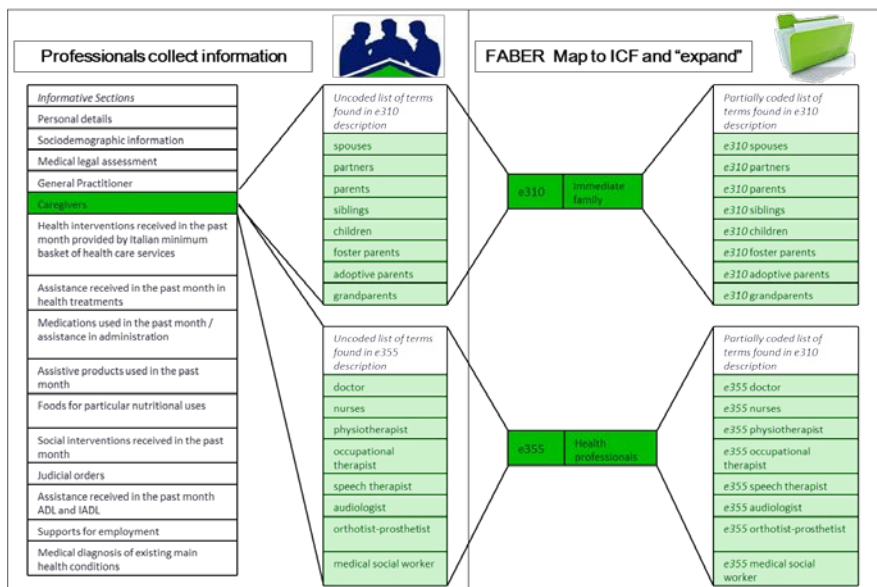 Professionals collect information
FABER Map to ICF and “expand”
Informative Sections
Personal details
Sociodemographic information
Medical legal assessment
General Practitioner
Caregivers
Health interventions received in the past
month provided by Italian minimum
basket of health care services
Assistance received in the past month in
health treatments
Medications used in the past month /
assistance in administration
Assistive products used in the past
month
Foods for particular nutritional uses
Social interventions received in the past
month
Judicial orders
Assistance received in the past month
ADL and IADL
Supports for employment
Medical diagnosis of existing main
health conditions
Uncoded list of terms
found in e310
description
spouses
partners
parents
siblings
children
foster parents
adoptive parents
grandparents
Uncoded list of terms
found in e355
description
doctor
nurses
physiotherapist
occupational
therapist
speech therapist
audiologist
orthotist-prosthetist
medical social worker
e310
Immediate
family
e355
Health
professionals
Partially coded list of
terms found in e310
description
e310 spouses
e310 partners
e310 parents
e310 siblings
e310 children
e310 foster parents
e310 adoptive parents
e310 grandparents
Partially coded list of
terms found in e310
description
e355 doctor
e355 nurses
e355 physiotherapist
e355 occupational
therapist
e355 speech therapist
e355 audiologist
e355 orthotist-prosthetist
e355 medical social
worker